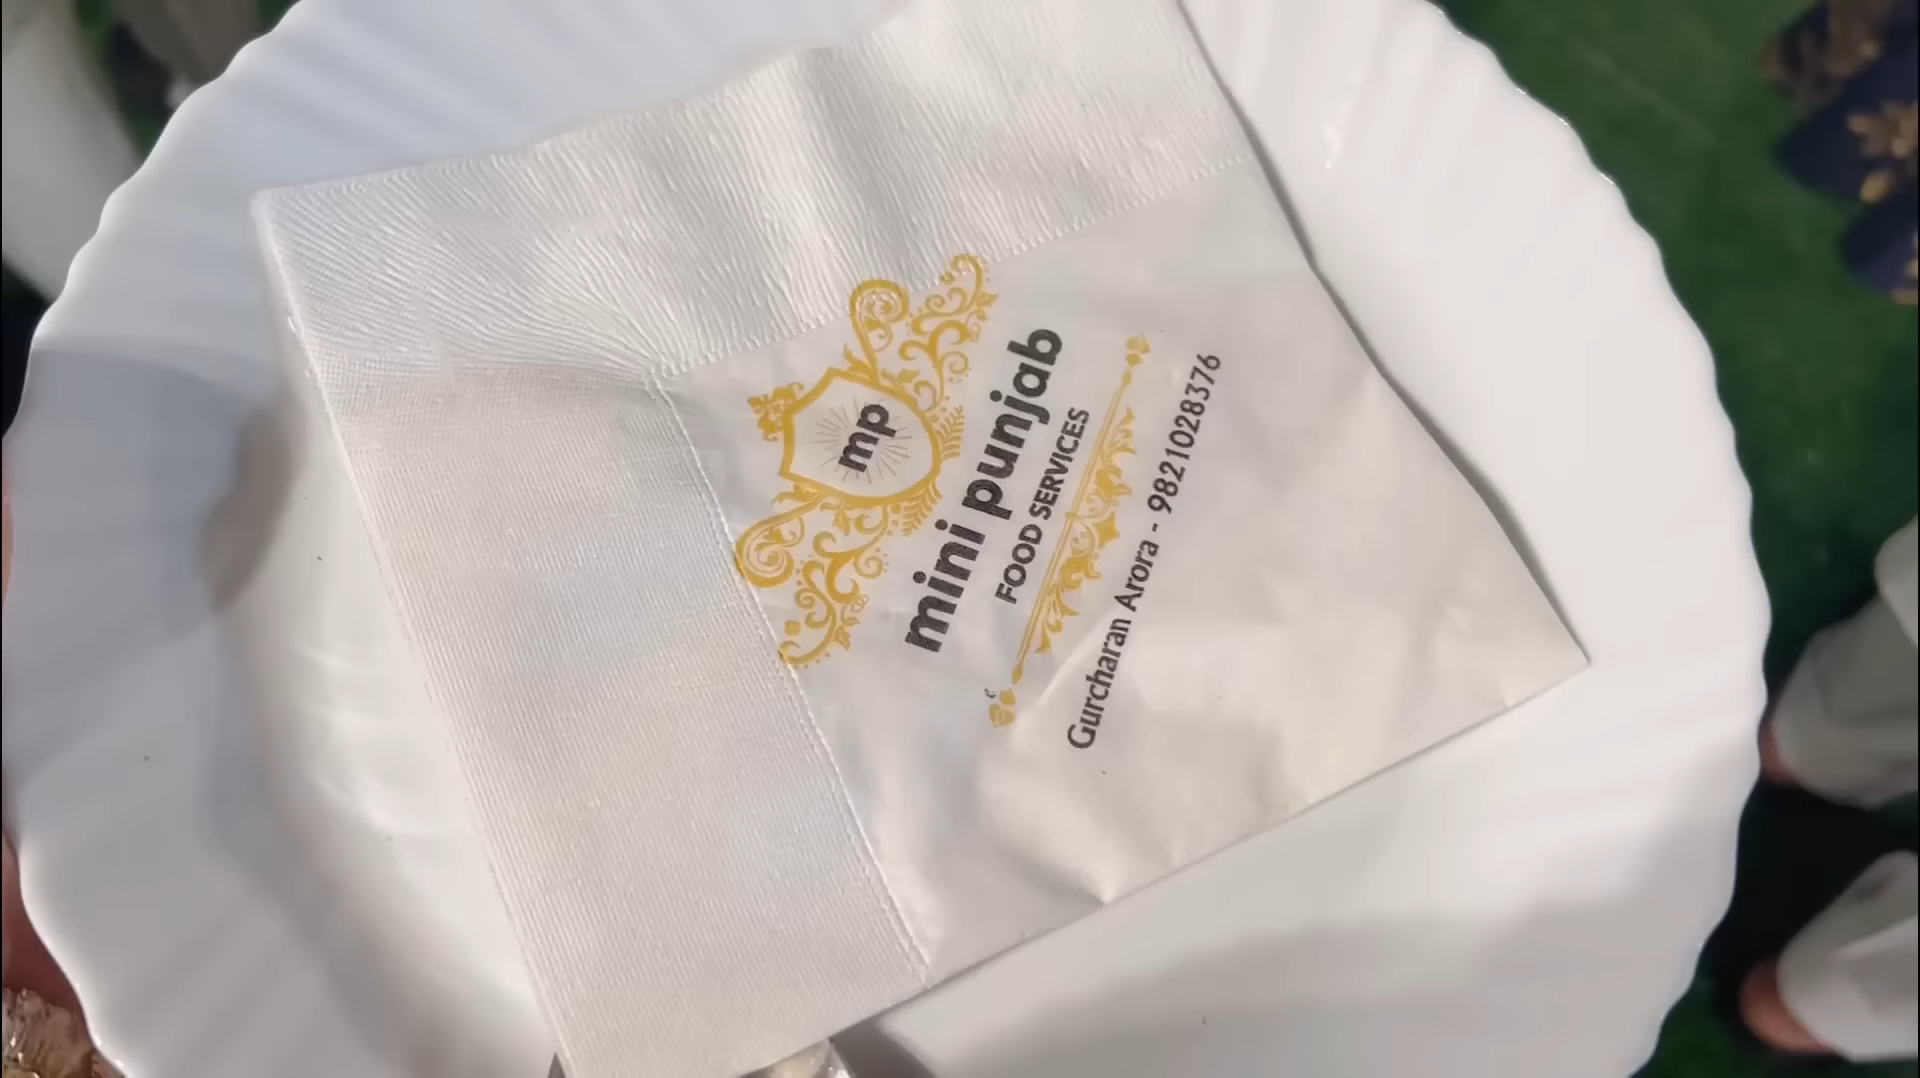 mp
mini punjab
FOOD SERVICES
Gurcharan Arora - 9821028376